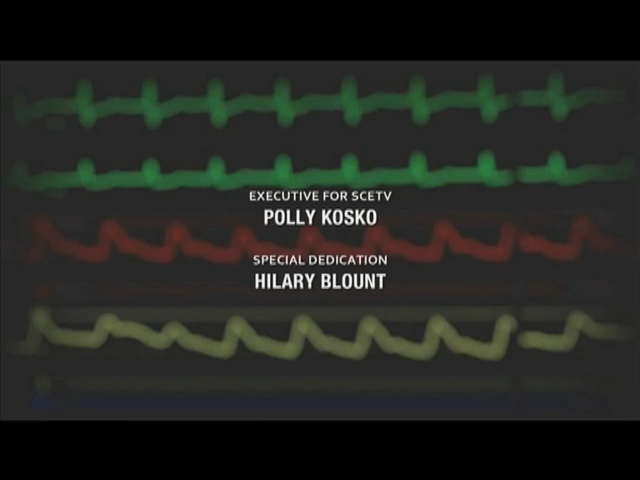 EXECUTIVE FOR SCETV
POLLY KOSKO
SPECIAL DEDICATION
HILARY BLOUNT